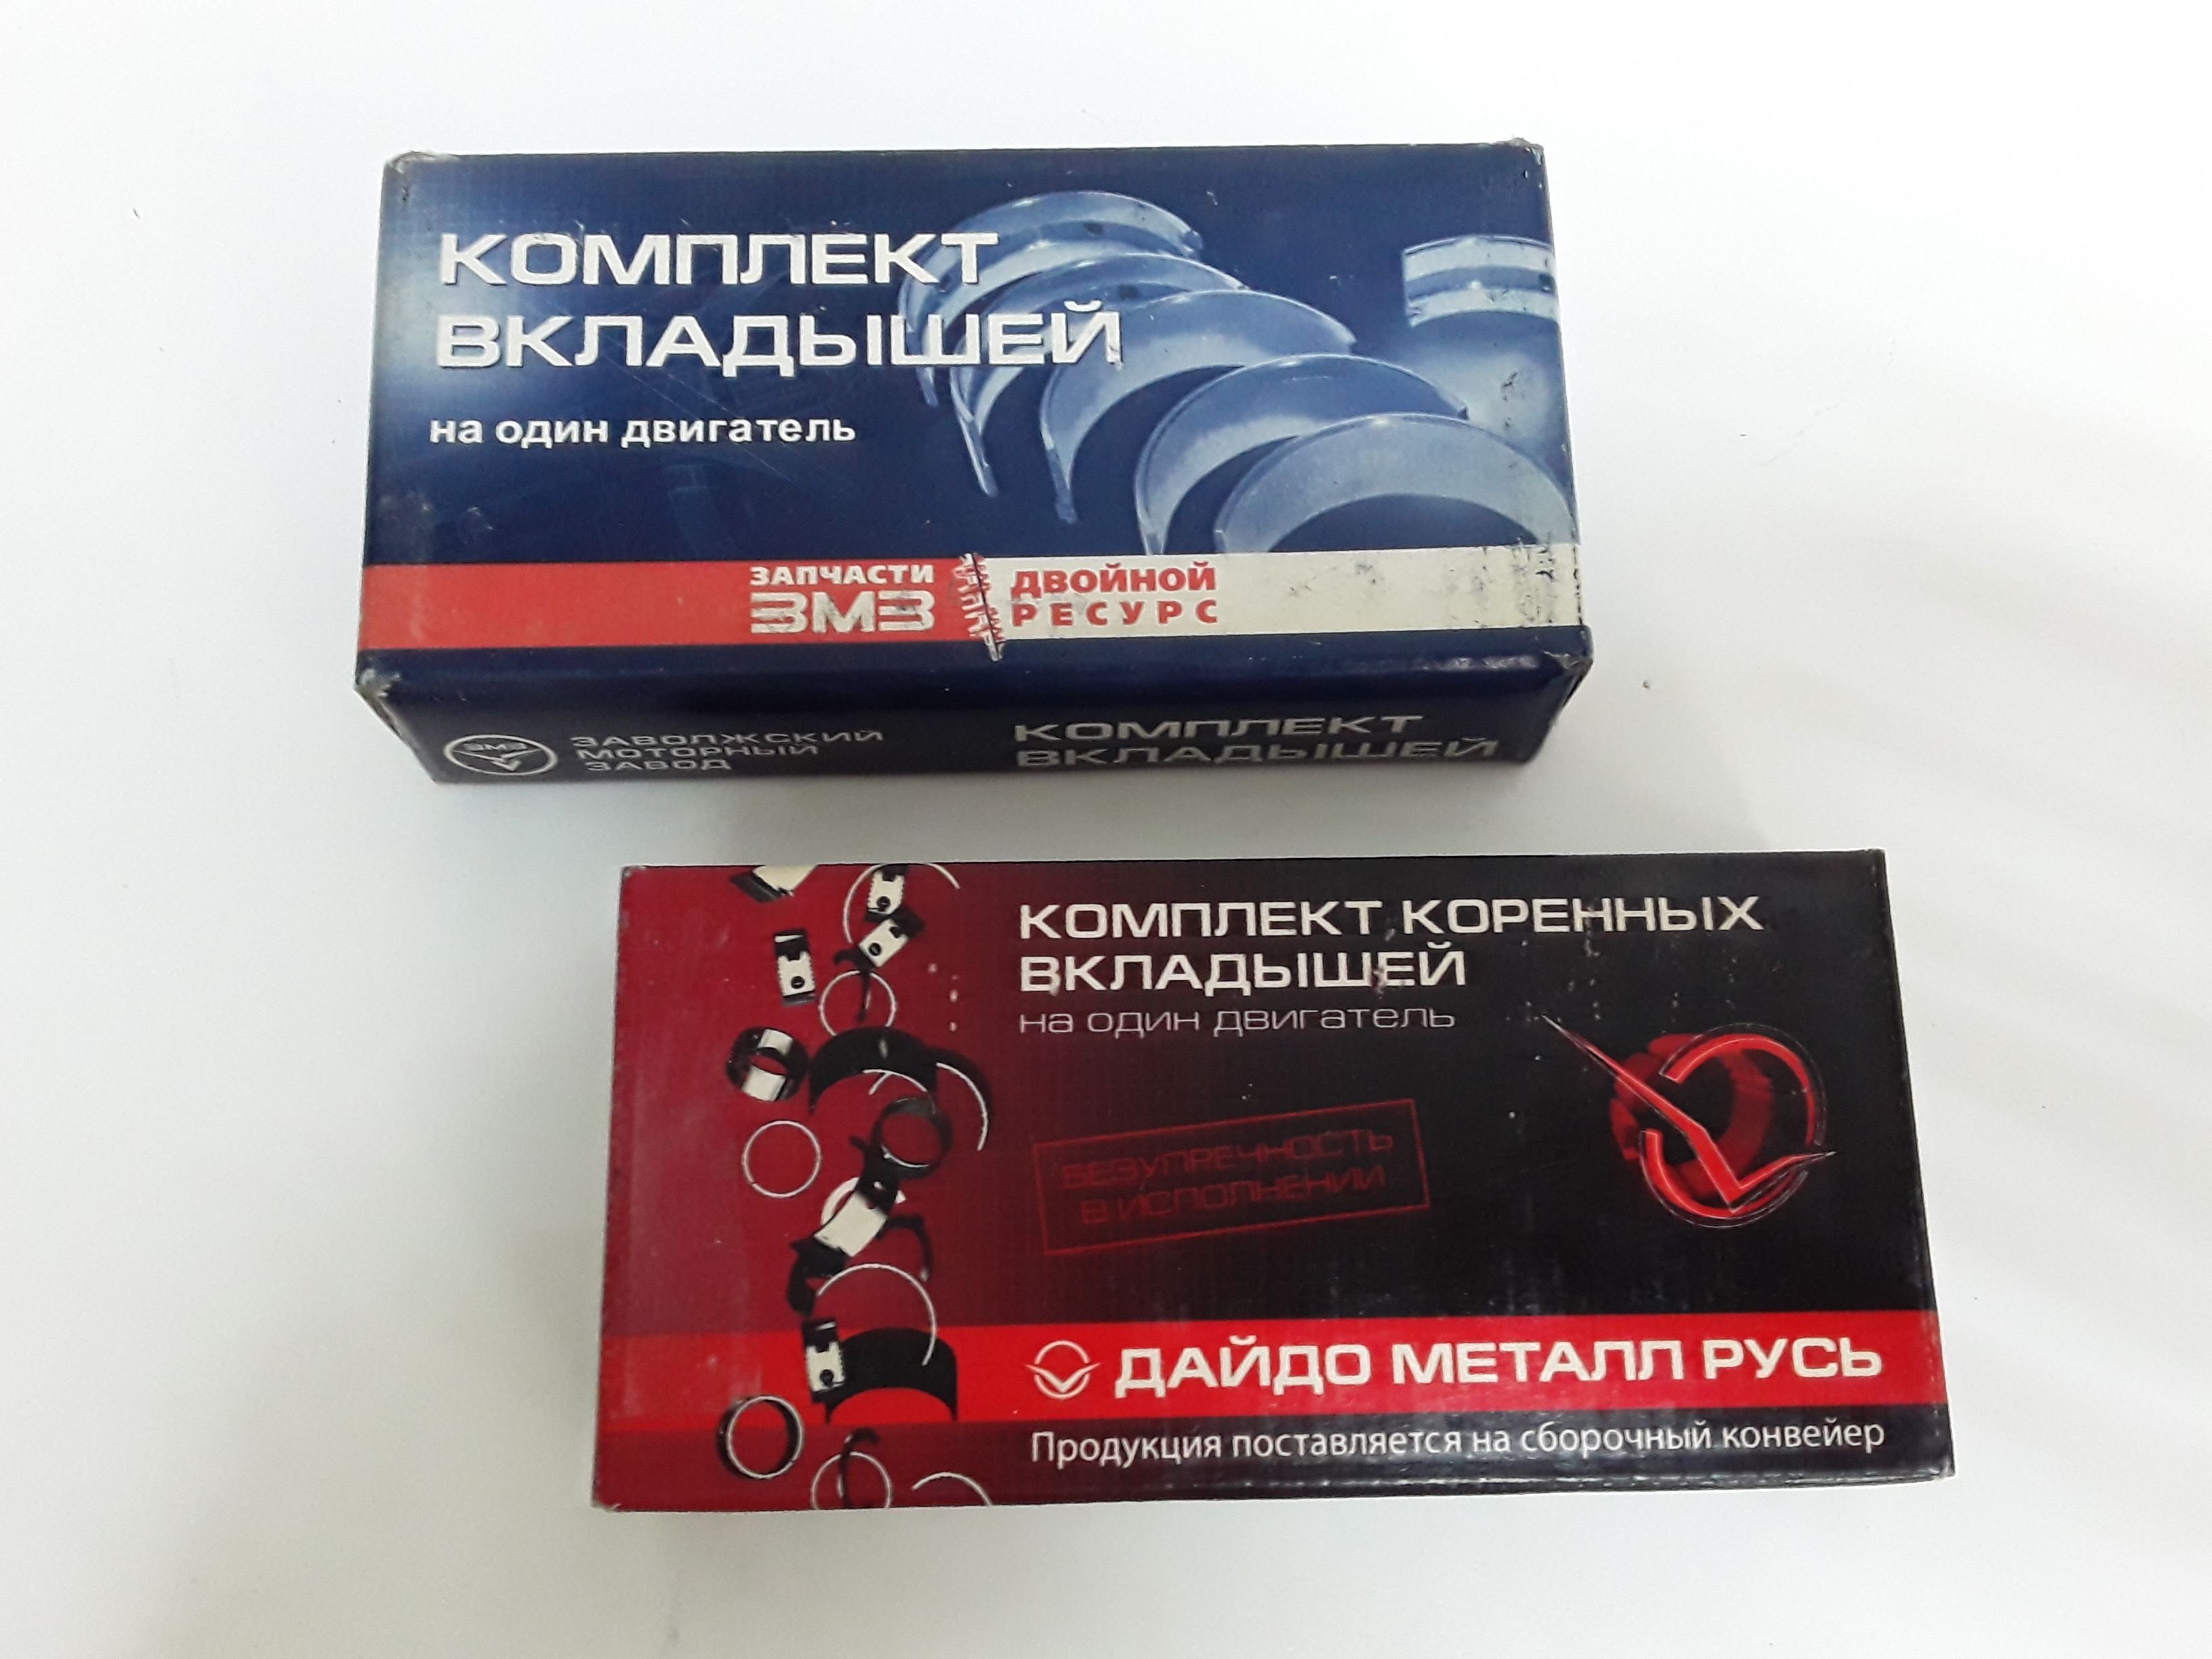 КОМПЛЕКТ
ВКЛАДЫШЕЙ
на один двигатель
ЗАПЧАСТИ
ЗМЗ
ДВОЙНОЙ
РЕСУРС
ЗМЗ
ЗАВОЛЖСКИЙ
МОТОРНЫЙ
ЗАВОД
КОМПЛЕКТ
ВКЛАДЫШЕЙ
КОМПЛЕКТ КОРЕННЫХ
ВКЛАДЫШЕЙ
на один двигатель
БЕЗУПРЕЧНОСТЬ
В ИСПОЛНЕНИИ
ДАЙДО МЕТАЛЛ РУСЬ
Продукция поставляется на сборочный конвейер